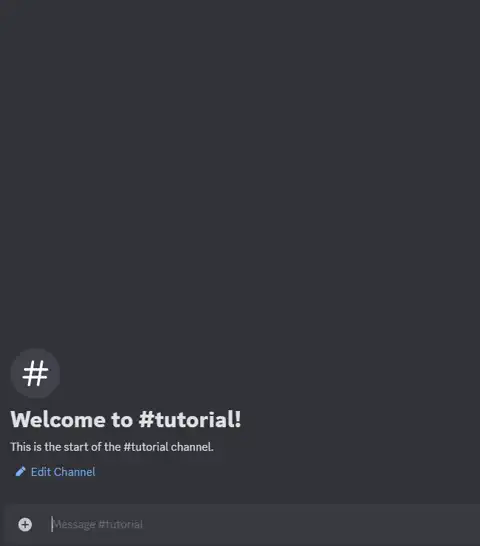 #
Welcome to #tutorial!
This is the start of the #tutorial channel.
Edit Channel
Message #tutorial